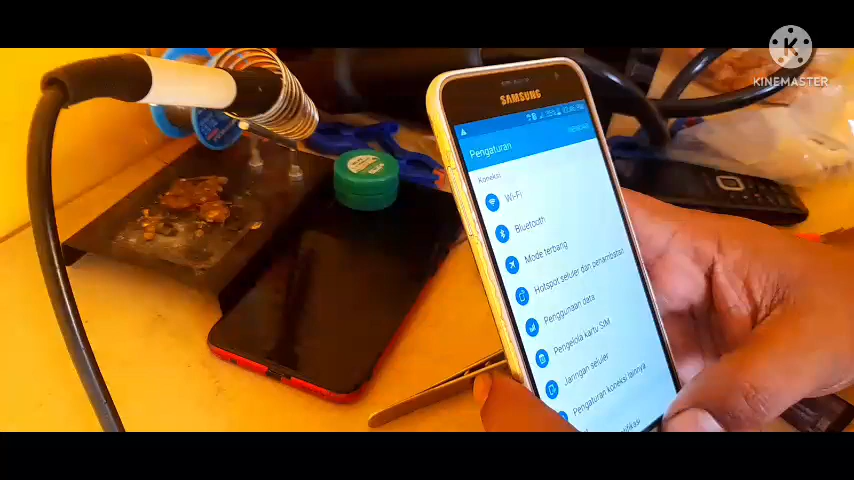 KINEMASTER
SAMSUNG
Pengaturan
Koneksi
Wi-Fi
Bluetooth
Mode terbang
Hotspot seluler dan penambatan
Penggunaan data
Pengelola kartu SIM
Jaringan seluler
Pengaturan koneksi lainnya